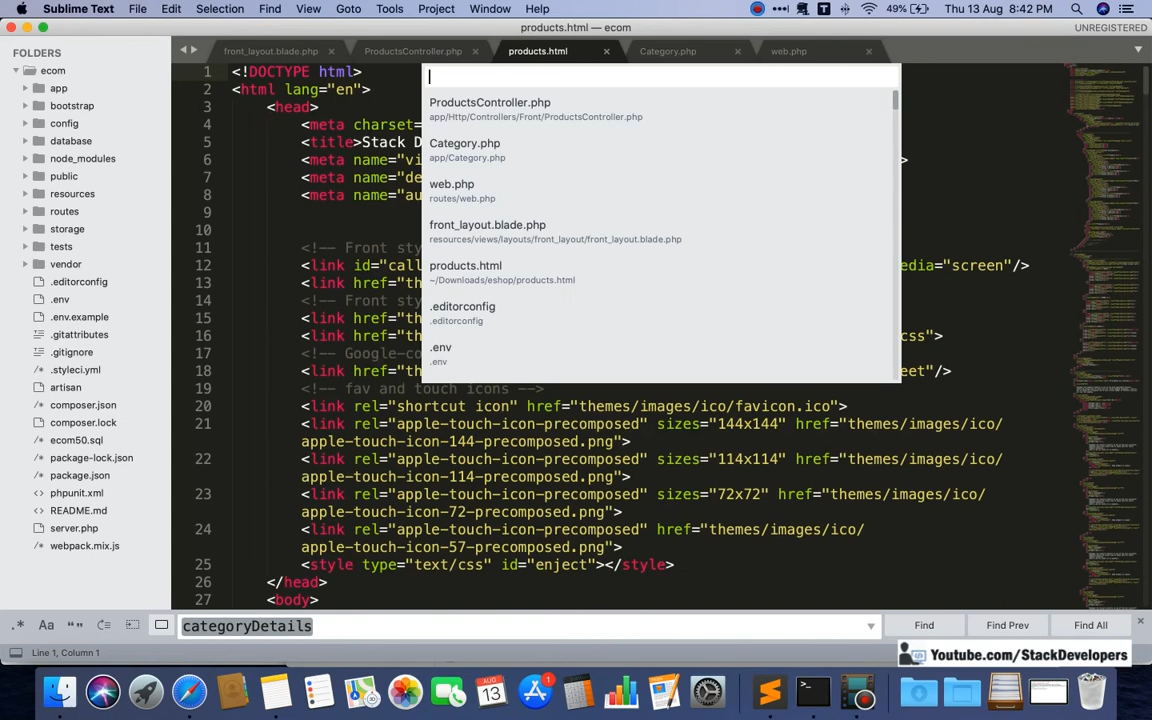 Sublime Text File Edit Selection Find View Goto Tools Project Window Help 49% Thu 13 Aug 8:42 PM
products.html — ecom
UNREGISTERED
FOLDERS
front_layout.blade.php
ProductsController.php
products.html
Category.php
web.php
ecom
app
bootstrap
config
database
node_modules
public
resources
routes
storage
tests
vendor
.editorconfig
.env
.env.example
.gitattributes
.gitignore
.styleci.yml
artisan
composer.json
composer.lock
ecom50.sql
package-lock.json
package.json
phpunit.xml
README.md
server.php
webpack.mix.js
1 <!DOCTYPE html>
2 <html lang="en">
3 <head>
4 <meta charset=
5 <title>Stack D
6 <meta name="vi >
7 <meta name="de
8 <meta name="au
9
10
11 <!-- Front sty
12 <link id="call edia="screen"/>
13 <link href="th
14 <!-- Front sty
15 <link href="th
16 <link href="th css">
17 <!-- Google-co
18 <link href="th eet"/>
19 <!-- fav and touch icons -->
20 <link rel="shortcut icon" href="themes/images/ico/favicon.ico">
21 <link rel="apple-touch-icon-precomposed" sizes="144x144" href="themes/images/ico/
apple-touch-icon-144-precomposed.png">
22 <link rel="apple-touch-icon-precomposed" sizes="114x114" href="themes/images/ico/
apple-touch-icon-114-precomposed.png">
23 <link rel="apple-touch-icon-precomposed" sizes="72x72" href="themes/images/ico/
apple-touch-icon-72-precomposed.png">
24 <link rel="apple-touch-icon-precomposed" href="themes/images/ico/
apple-touch-icon-57-precomposed.png">
25 <style type="text/css" id="enject"></style>
26 </head>
27 <body>
ProductsController.php
app/Http/Controllers/Front/ProductsController.php
Category.php
app/Category.php
web.php
routes/web.php
front_layout.blade.php
resources/views/layouts/front_layout/front_layout.blade.php
products.html
~/Downloads/eshop/products.html
.editorconfig
.editorconfig
.env
.env
categoryDetails
Find
Find Prev
Find All
Line 1, Column 1
Youtube.com/StackDevelopers